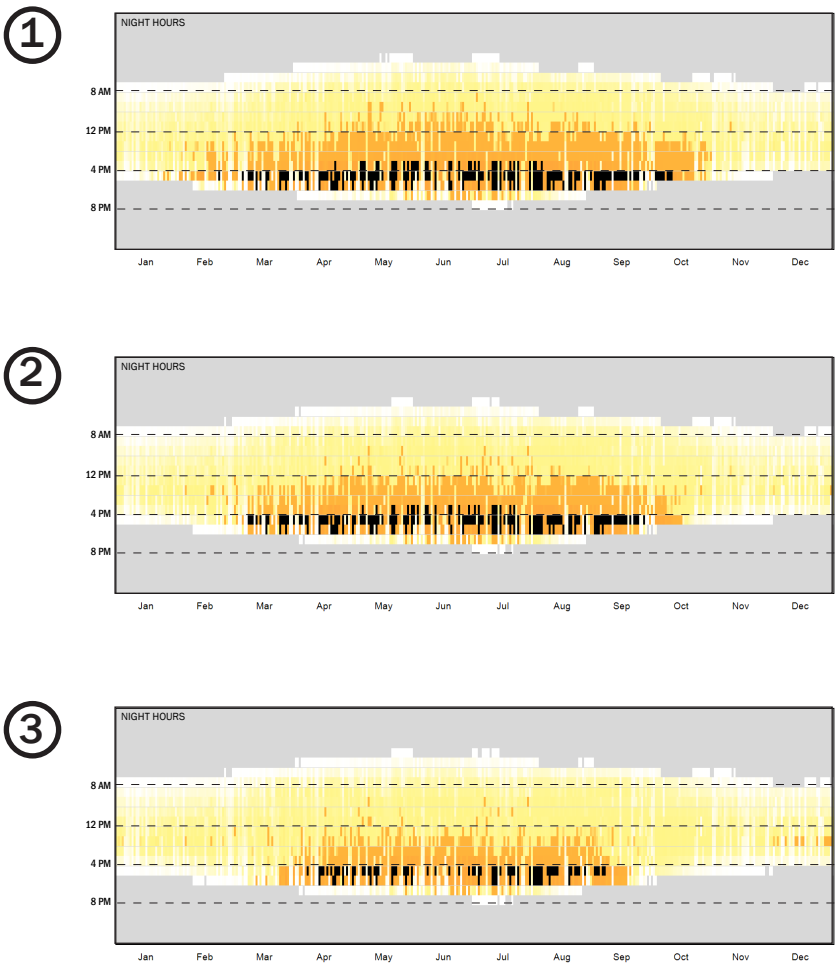 1
NIGHT HOURS
8 AM
12 PM
4 PM
8 PM
Jan Feb Mar Apr May Jun Jul Aug Sep Oct Nov Dec
2
NIGHT HOURS
8 AM
12 PM
4 PM
8 PM
Jan Feb Mar Apr May Jun Jul Aug Sep Oct Nov Dec
3
NIGHT HOURS
8 AM
12 PM
4 PM
8 PM
Jan Feb Mar Apr May Jun Jul Aug Sep Oct Nov Dec